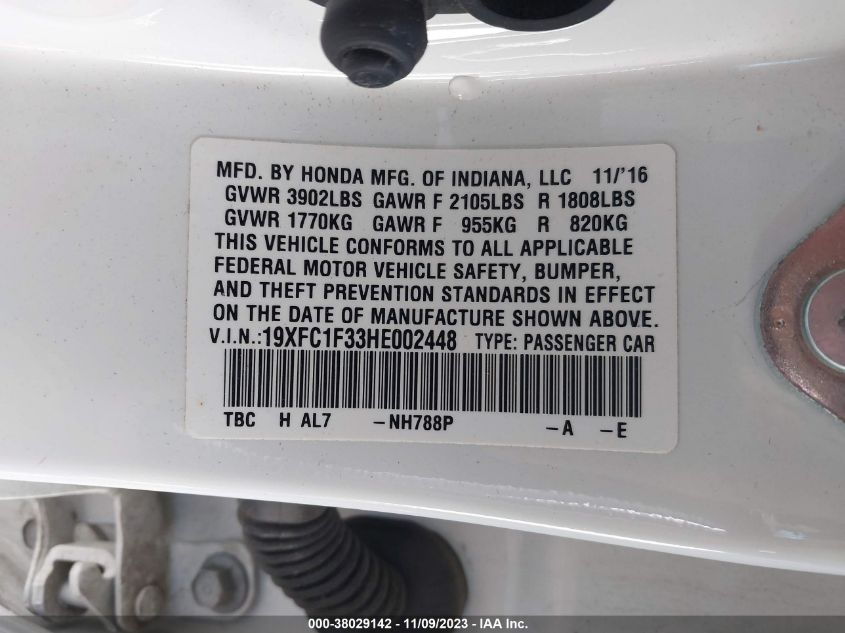 MFD. BY HONDA MFG. OF INDIANA, LLC 11/'16
GVWR 3902LBS GAWR F 2105LBS R 1808LBS
GVWR 1770KG GAWR F 955KG R 820KG
THIS VEHICLE CONFORMS TO ALL APPLICABLE
FEDERAL MOTOR VEHICLE SAFETY, BUMPER,
AND THEFT PREVENTION STANDARDS IN EFFECT
ON THE DATE OF MANUFACTURE SHOWN ABOVE.
V.I.N.:19XFC1F33HE002448 TYPE: PASSENGER CAR
TBC H AL7 -NH788P -A -E
000-38029142 - 11/09/2023 - IAA Inc.